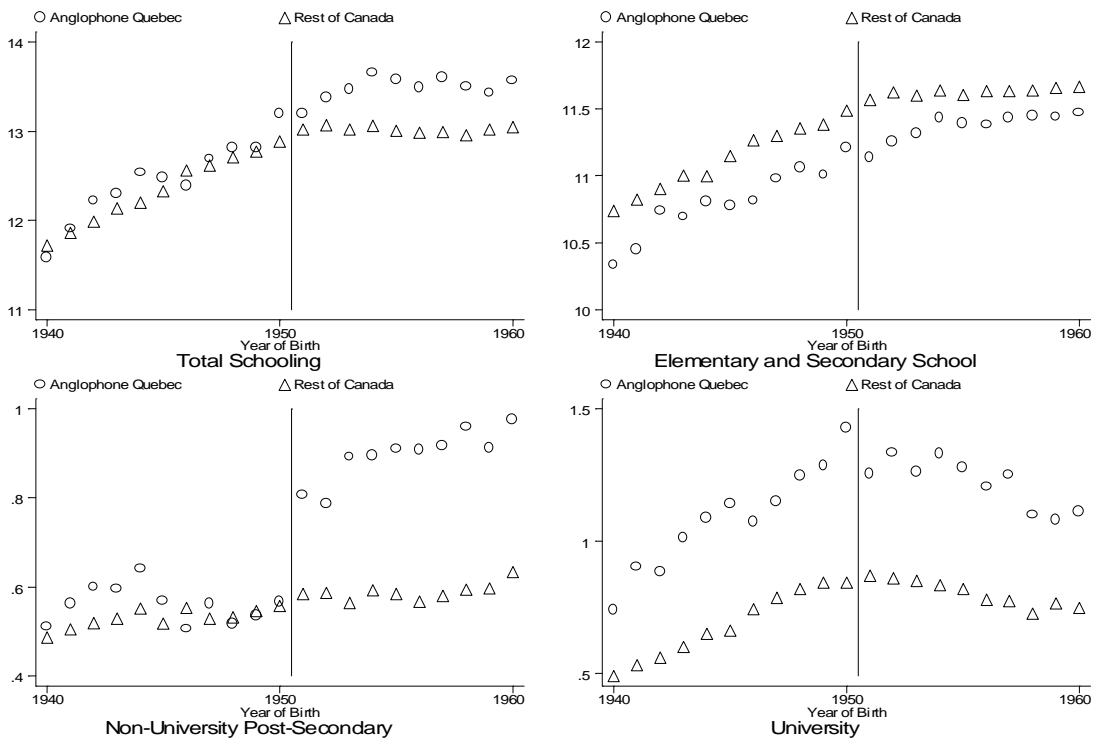 Anglophone Quebec Rest of Canada
14
13
12
11
1940 1950 1960
Year of Birth
Total Schooling
Anglophone Quebec Rest of Canada
12
11.5
11
10.5
10
1940 1950 1960
Year of Birth
Elementary and Secondary School
Anglophone Quebec Rest of Canada
1
.8
.6
.4
1940 1950 1960
Year of Birth
Non-University Post-Secondary
Anglophone Quebec Rest of Canada
1.5
1
.5
1940 1950 1960
Year of Birth
University